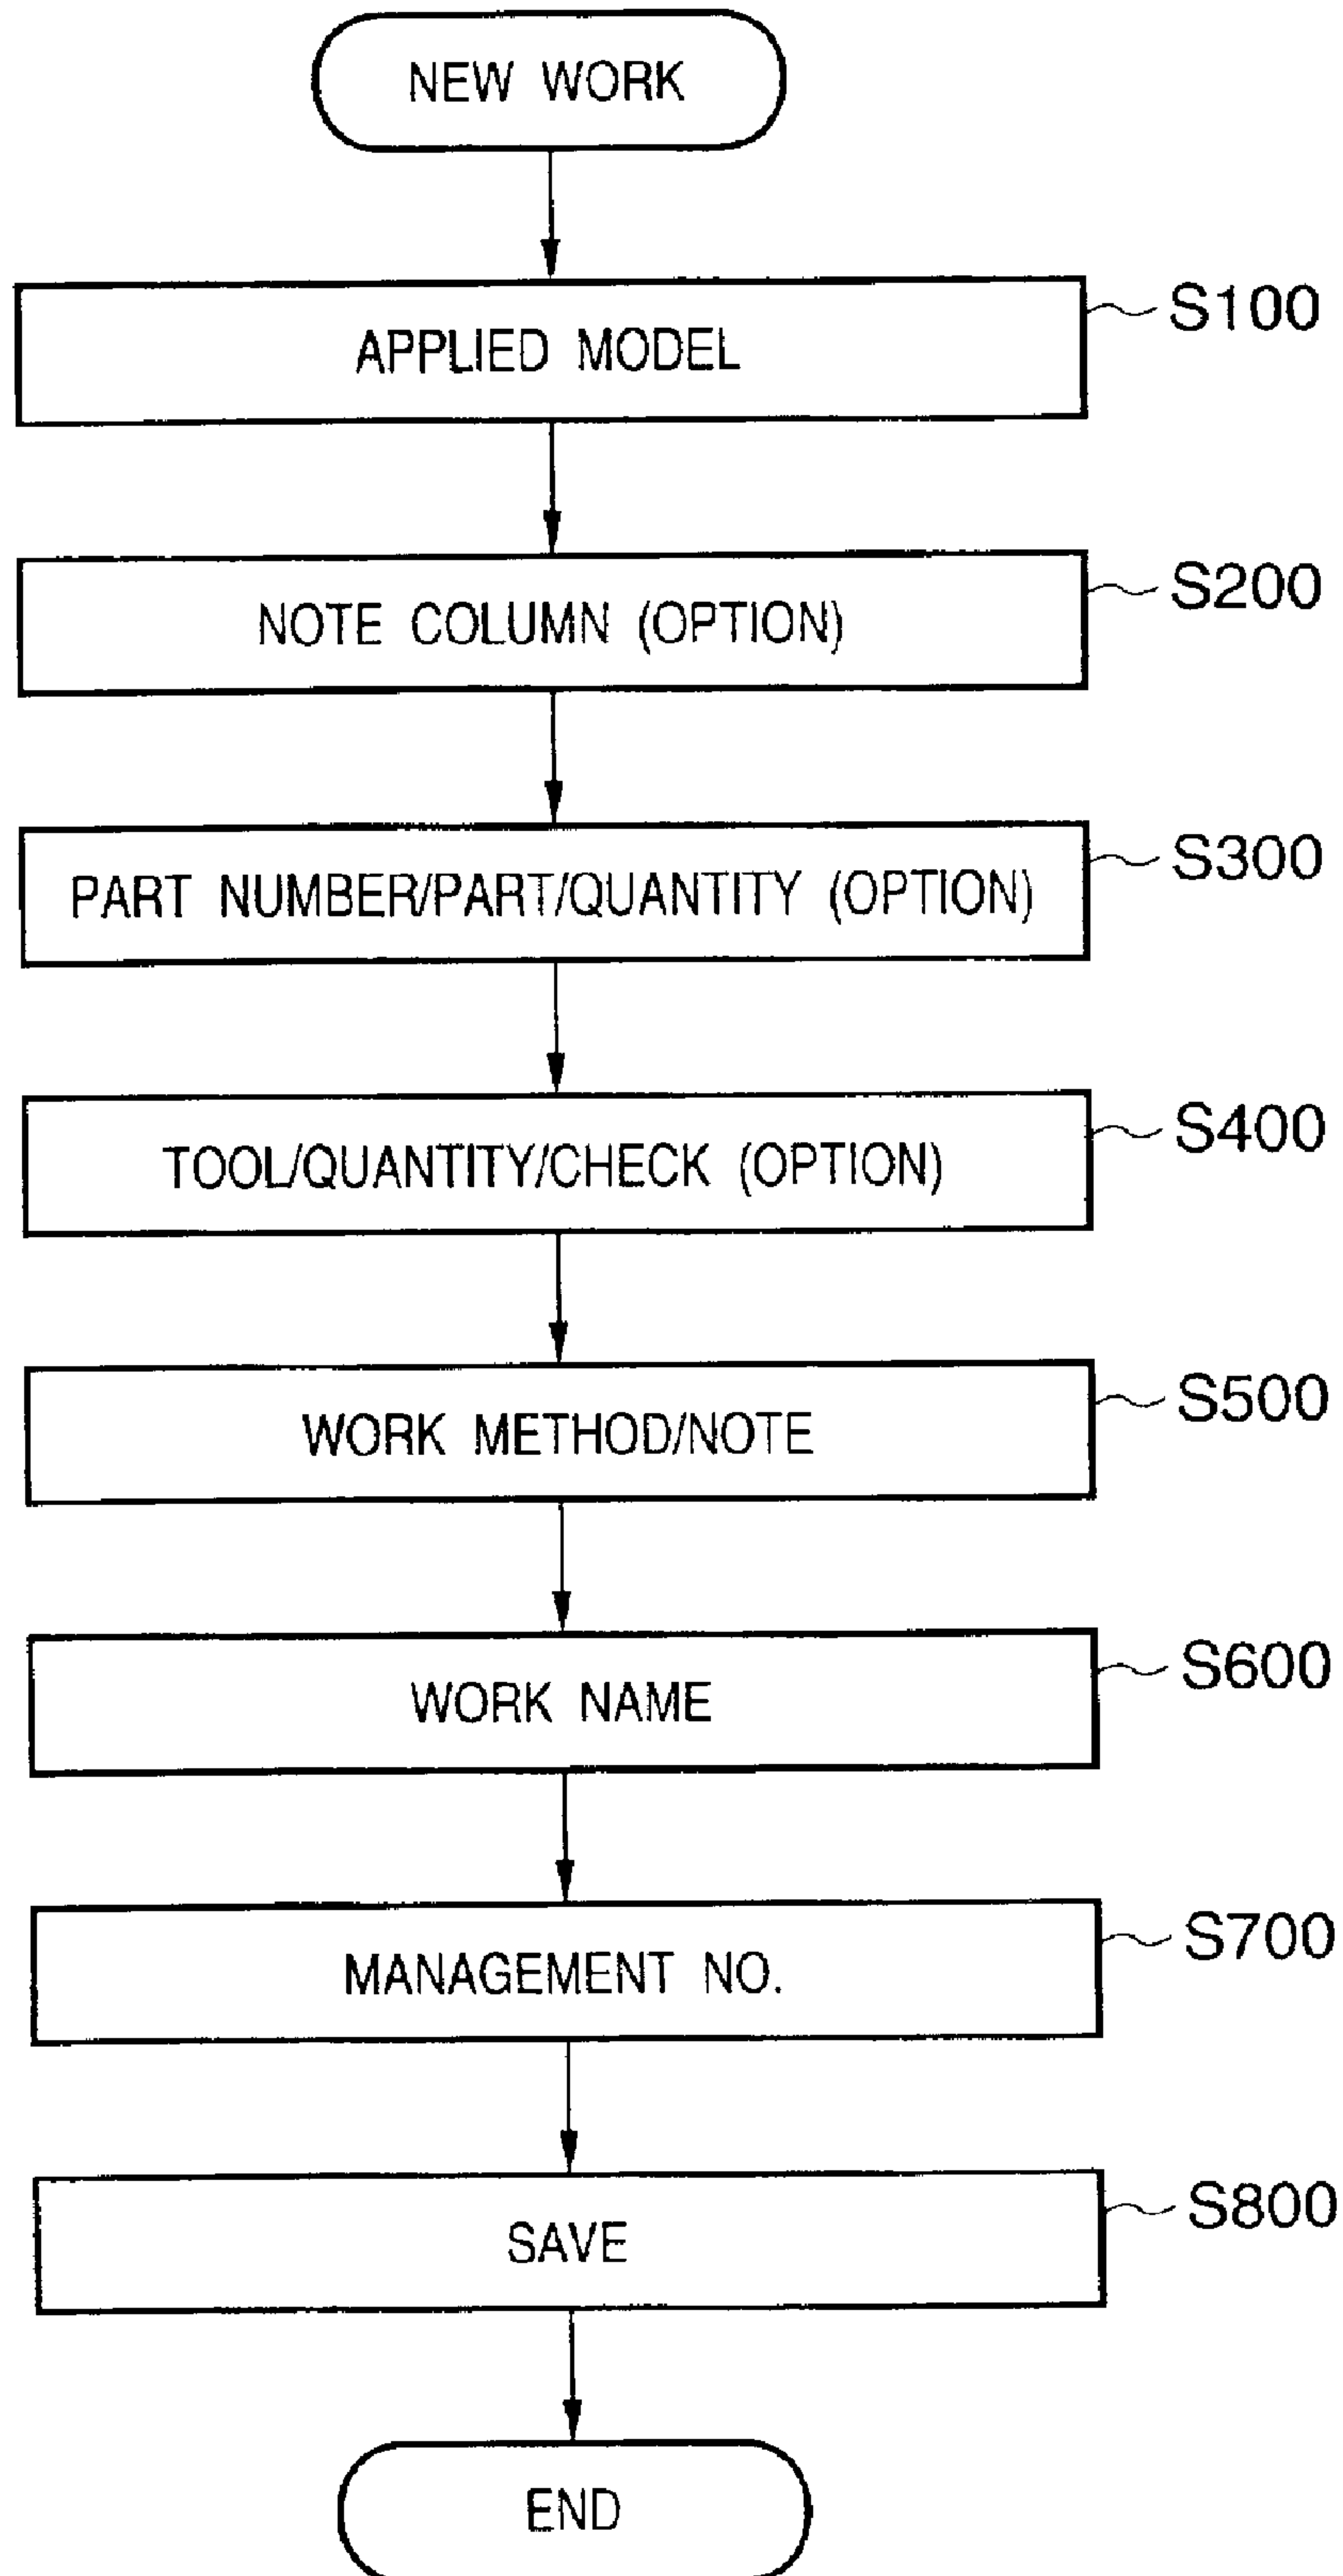 NEW WORK
APPLIED MODEL
S100
NOTE COLUMN (OPTION)
S200
PART NUMBER/PART/QUANTITY (OPTION)
S300
TOOL/QUANTITY/CHECK (OPTION)
S400
WORK METHOD/NOTE
S500
WORK NAME
S600
MANAGEMENT NO.
S700
SAVE
S800
END